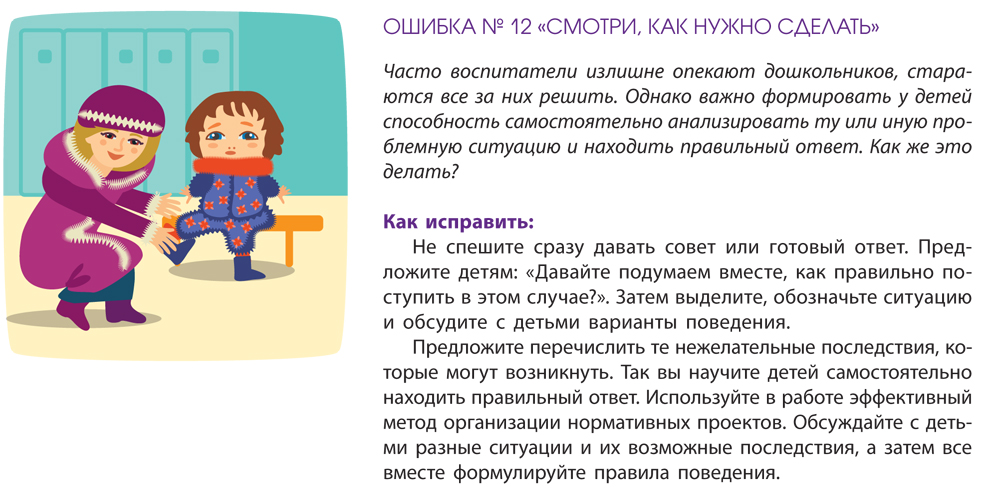 ОШИБКА № 12 «СМОТРИ, КАК НУЖНО СДЕЛАТЬ»
Часто воспитатели излишне опекают дошкольников, стара-
ются все за них решить. Однако важно формировать у детей
способность самостоятельно анализировать ту или иную про-
блемную ситуацию и находить правильный ответ. Как же это
делать?
Как исправить:
Не спешите сразу давать совет или готовый ответ. Пред-
ложите детям: «Давайте подумаем вместе, как правильно по-
ступить в этом случае?». Затем выделите, обозначьте ситуацию
и обсудите с детьми варианты поведения.
Предложите перечислить те нежелательные последствия, ко-
торые могут возникнуть. Так вы научите детей самостоятельно
находить правильный ответ. Используйте в работе эффективный
метод организации нормативных проектов. Обсуждайте с деть-
ми разные ситуации и их возможные последствия, а затем все
вместе формулируйте правила поведения.